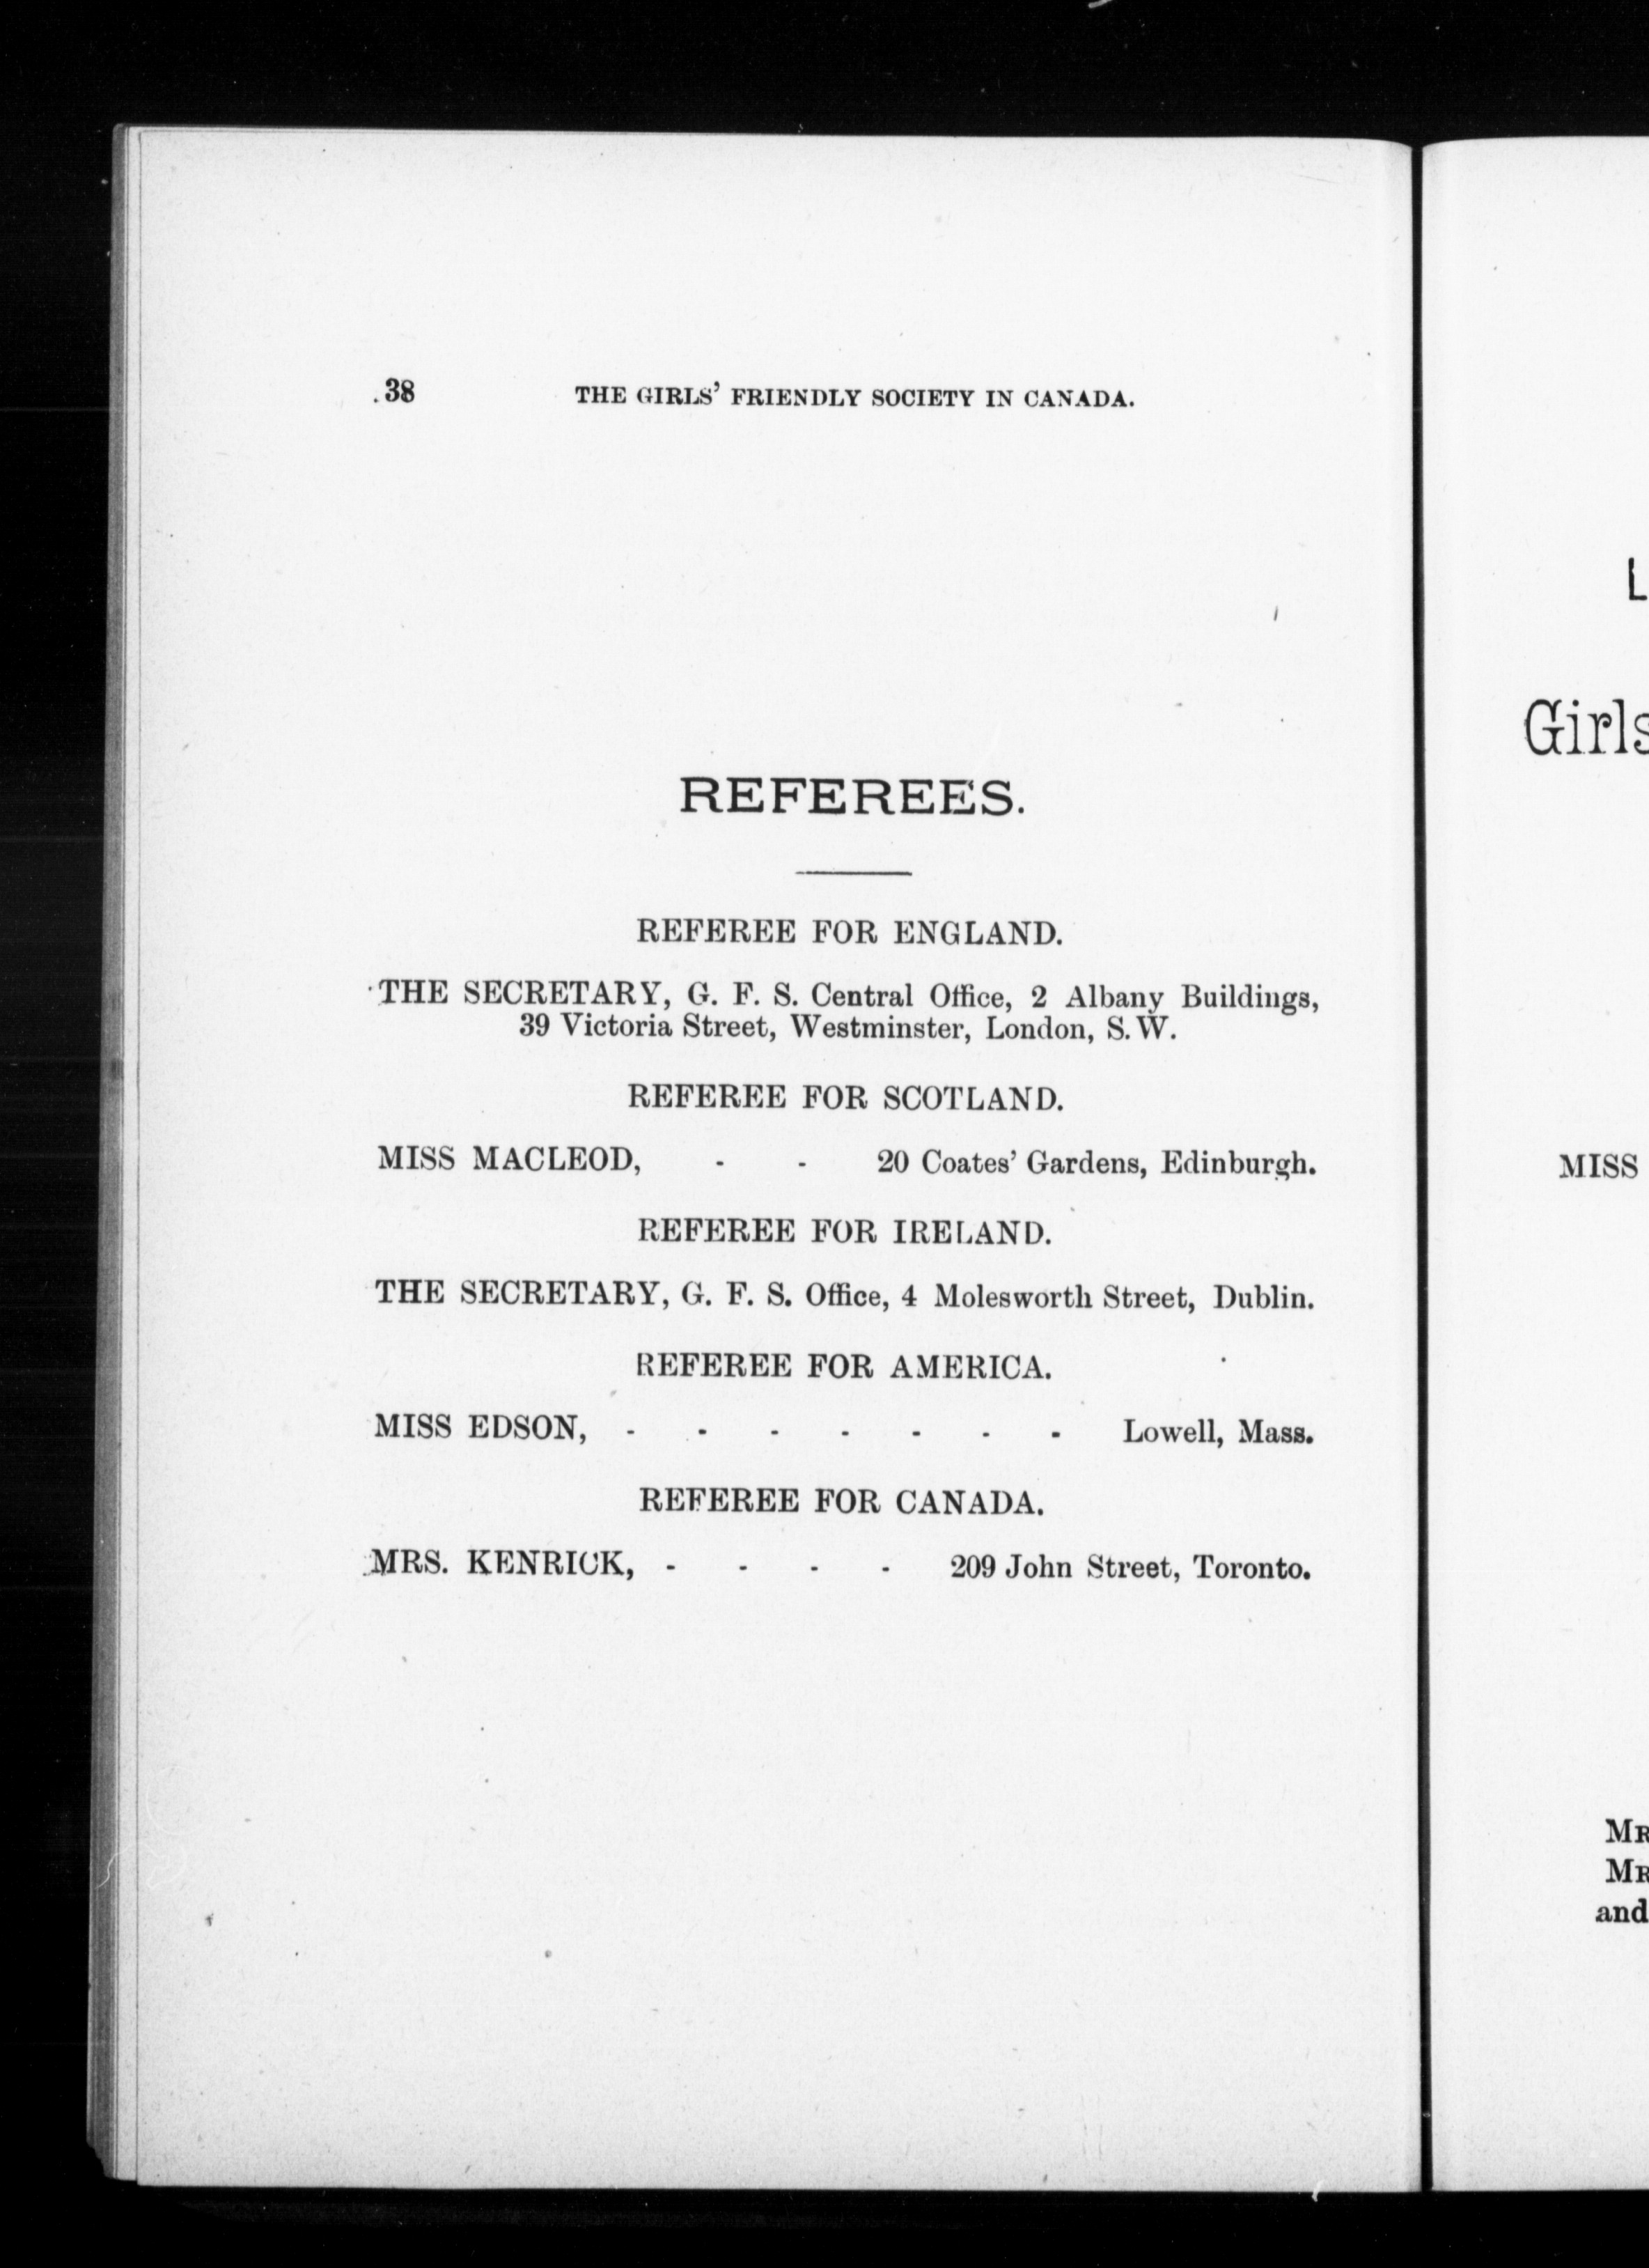 38 THE GIRLS' FRIENDLY SOCIETY IN CANADA.
REFEREES.
REFEREE FOR ENGLAND.
THE SECRETARY, G. F. S. Central Office, 2 Albany Buildings,
39 Victoria Street, Westminster, London, S.W.
REFEREE FOR SCOTLAND.
MISS MACLEOD, - - 20 Coates' Gardens, Edinburgh.
REFEREE FOR IRELAND.
THE SECRETARY, G. F. S. Office, 4 Molesworth Street, Dublin.
REFEREE FOR AMERICA.
MISS EDSON, - - - - - - - Lowell, Mass.
REFEREE FOR CANADA.
MRS. KENRICK, - - - - 209 John Street, Toronto.
L
Girls
MISS
MR
MR
and